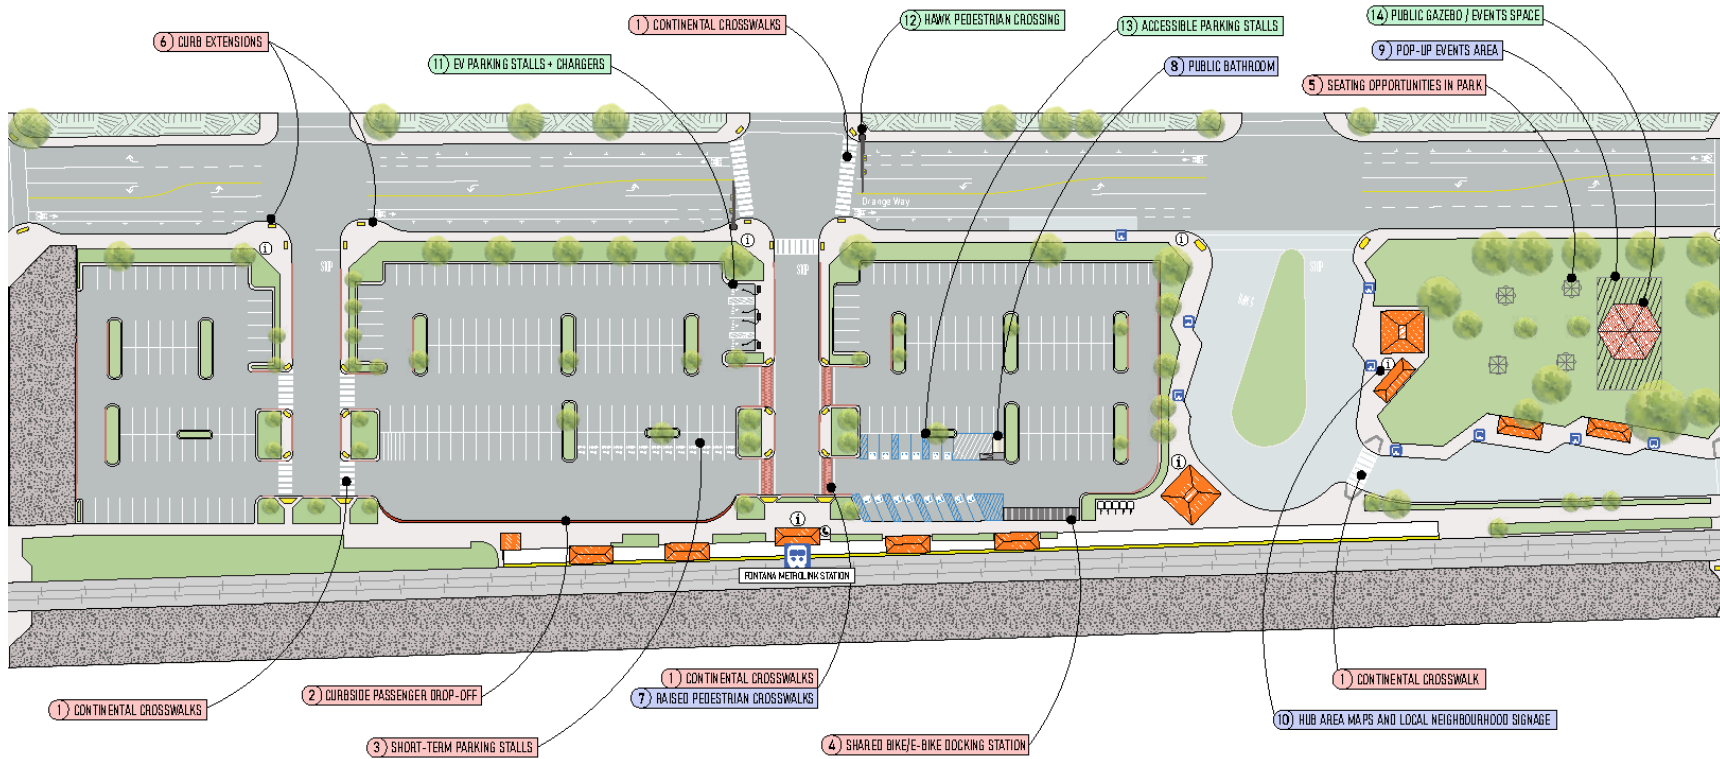 1 CONTINENTAL CROSSWALKS
12 HAWK PEDESTRIAN CROSSING
13 ACCESSIBLE PARKING STALLS
14 PUBLIC GAZEBO / EVENTS SPACE
6 CURB EXTENSIONS
9 POP-UP EVENTS AREA
11 EV PARKING STALLS + CHARGERS
8 PUBLIC BATHROOM
5 SEATING OPPORTUNITIES IN PARK
Orange Way
i
i
i
STOP
STOP
STOP
BUS
i
i
i
FONTANA METROLINK STATION
1 CONTINENTAL CROSSWALKS
1 CONTINENTAL CROSSWALK
2 CURBSIDE PASSENGER DROP-OFF
7 RAISED PEDESTRIAN CROSSWALKS
1 CONTINENTAL CROSSWALKS
10 HUB AREA MAPS AND LOCAL NEIGHBOURHOOD SIGNAGE
3 SHORT-TERM PARKING STALLS
4 SHARED BIKE/E-BIKE DOCKING STATION